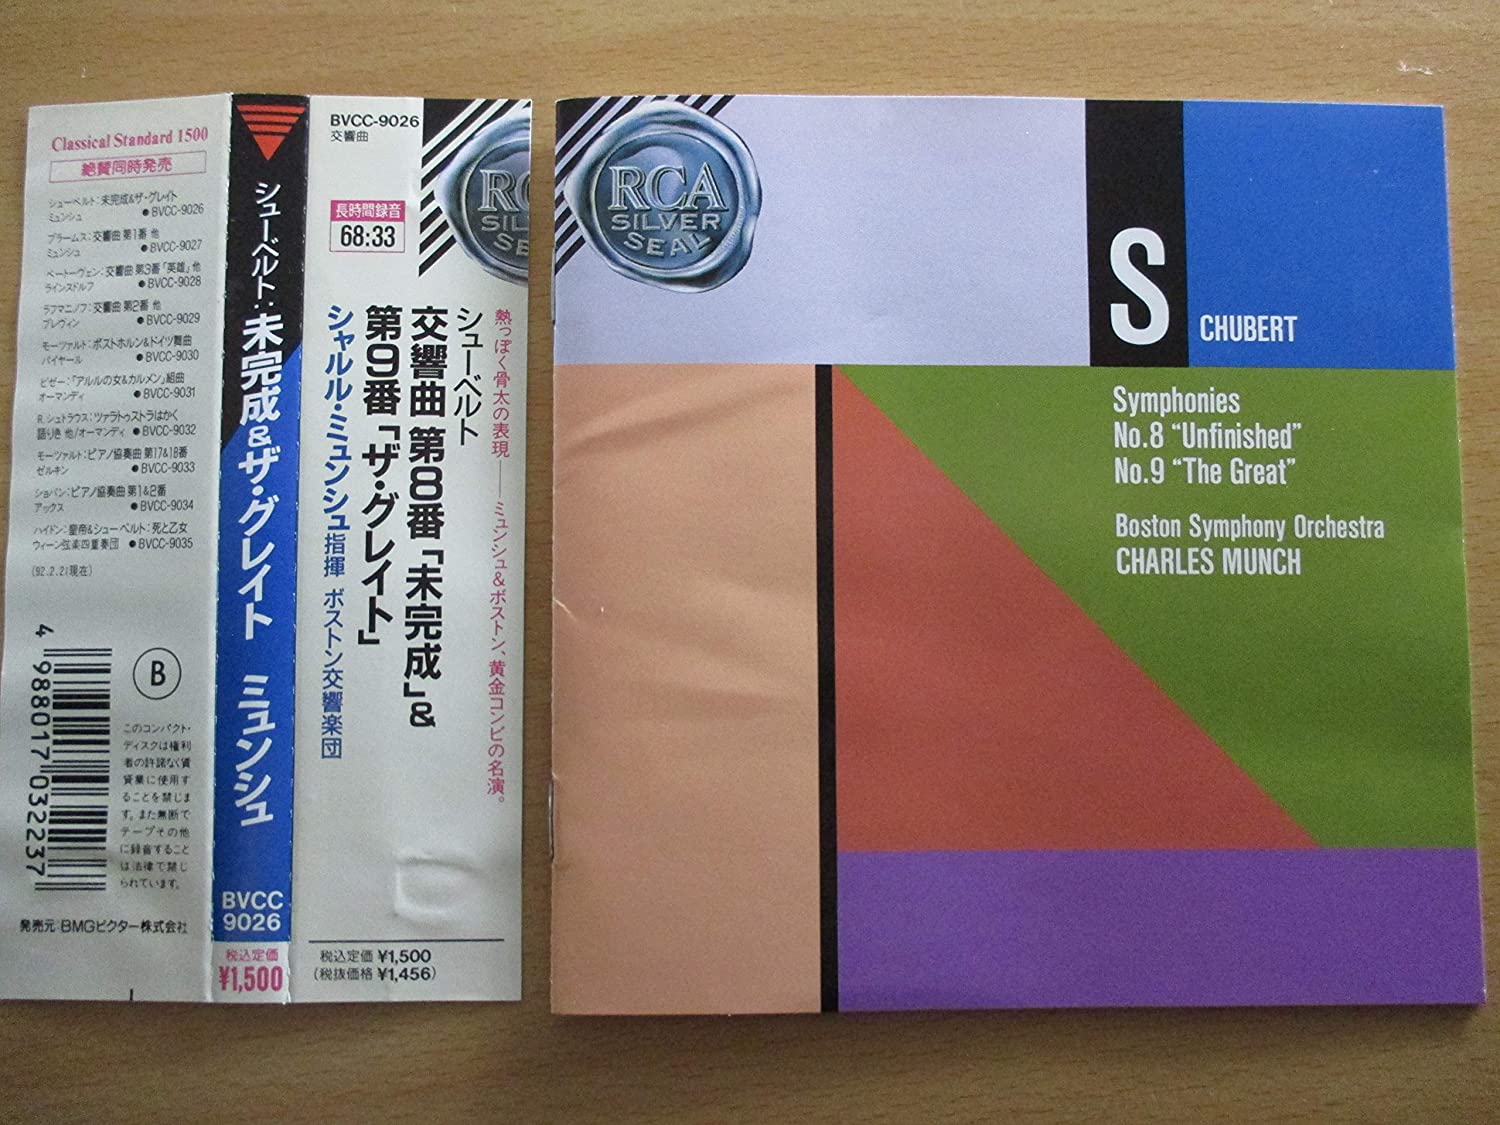 Classical Standard 1500
絶賛同時発売
シューベルト:未完成&ザ・グレイト
ミュンシュ ●BVCC-9026
ブラームス:交響曲 第1番 他
ミュンシュ ●BVCC-9027
ベートーヴェン:交響曲 第3番「英雄」他
ラインスドルフ ●BVCC-9028
ラフマニノフ:交響曲 第2番 他
プレヴィン ●BVCC-9029
モーツァルト:ポストホルン&ドイツ舞曲
パイヤール ●BVCC-9030
ビゼー:「アルルの女&カルメン」組曲
オーマンディ ●BVCC-9031
R.シュトラウス:ツァラトゥストラはかく
語りき 他/オーマンディ ●BVCC-9032
モーツァルト:ピアノ協奏曲 第17&18番
ゼルキン ●BVCC-9033
ショパン:ピアノ協奏曲 第1&2番
アックス ●BVCC-9034
ハイドン:皇帝&シューベルト:死と乙女
ウィーン弦楽四重奏団 ●BVCC-9035
(92.2.21現在)
4 988017 032237
B
このコンパクト・
ディスクは権利
者の許諾なく賃
貸業に使用す
ることを禁じま
す。また無断で
テープその他
に録音すること
は法律で禁じ
られています。
発売元:BMGビクター株式会社
シューベルト:未完成&ザ・グレイト ミュンシュ
BVCC
9026
税込定価
¥1,500
BVCC-9026
交響曲
長時間録音
68:33
RCA
SILVER
SEAL
熱っぽく骨太の表現――ミュンシュ&ボストン、黄金コンビの名演。
シューベルト
交響曲 第8番「未完成」&
第9番「ザ・グレイト」
シャルル・ミュンシュ指揮 ボストン交響楽団
税込定価 ¥1,500
(税抜価格 ¥1,456)
RCA
SILVER
SEAL
SCHUBERT
Symphonies
No.8 “Unfinished”
No.9 “The Great”
Boston Symphony Orchestra
CHARLES MUNCH